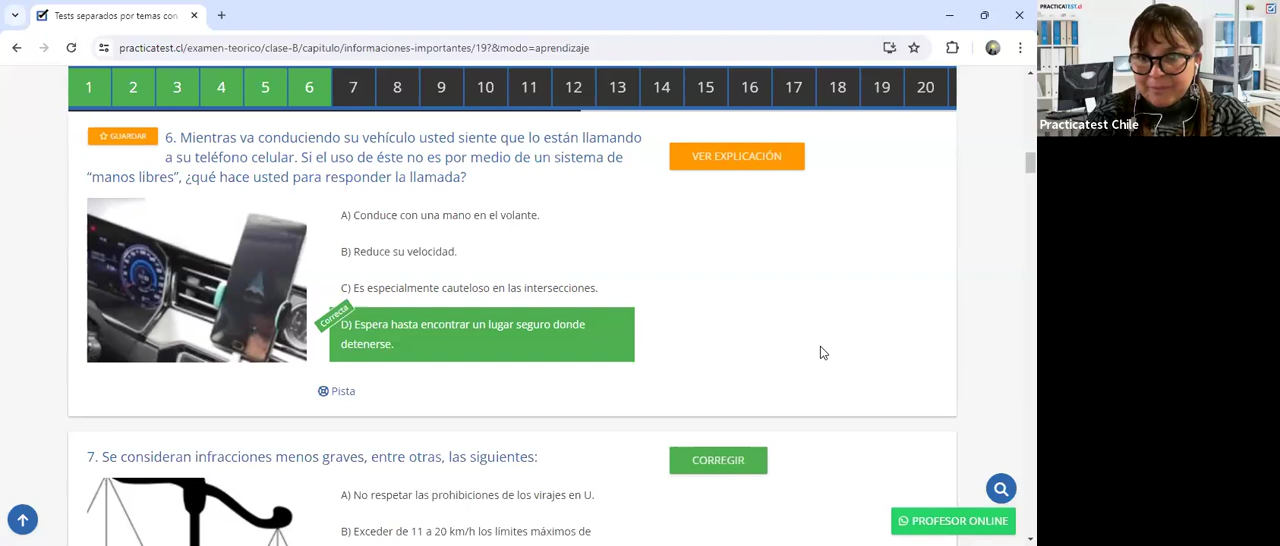 Tests separados por temas con
practicatest.cl/examen-teorico/clase-B/capitulo/informaciones-importantes/19?&modo=aprendizaje
PRACTICATEST.cl
Practicatest Chile
1 2 3 4 5 6 7 8 9 10 11 12 13 14 15 16 17 18 19 20
GUARDAR
6. Mientras va conduciendo un vehículo usted siente que lo están llamando
a su teléfono celular. Si el uso de éste no es por medio de un sistema de
“manos libres”, ¿qué hace usted para responder la llamada?
VER EXPLICACIÓN
A) Conduce con una mano en el volante.
B) Reduce su velocidad.
C) Es especialmente cauteloso en las intersecciones.
Correcta
D) Espera hasta encontrar un lugar seguro donde
detenerse.
Pista
7. Se consideran infracciones menos graves, entre otras, las siguientes:
CORREGIR
A) No respetar las prohibiciones de los virajes en U.
B) Exceder de 11 a 20 km/h los límites máximos de
PROFESOR ONLINE